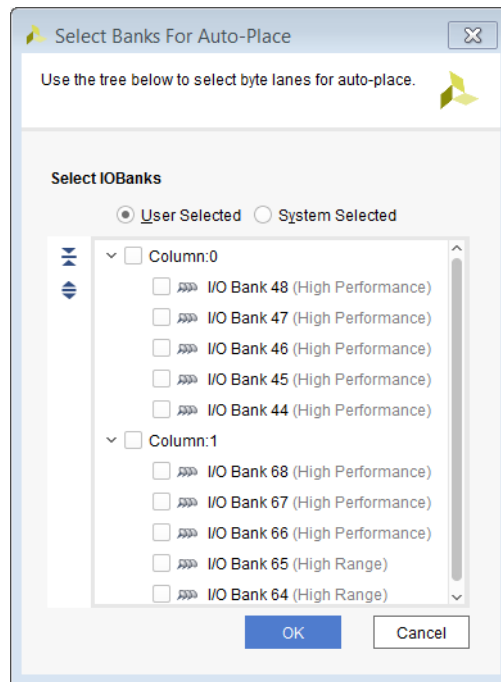 Select Banks For Auto-Place
Use the tree below to select byte lanes for auto-place.
Select IOBanks
User Selected System Selected
Column:0
I/O Bank 48 (High Performance)
I/O Bank 47 (High Performance)
I/O Bank 46 (High Performance)
I/O Bank 45 (High Performance)
I/O Bank 44 (High Performance)
Column:1
I/O Bank 68 (High Performance)
I/O Bank 67 (High Performance)
I/O Bank 66 (High Performance)
I/O Bank 65 (High Range)
I/O Bank 64 (High Range)
OK Cancel